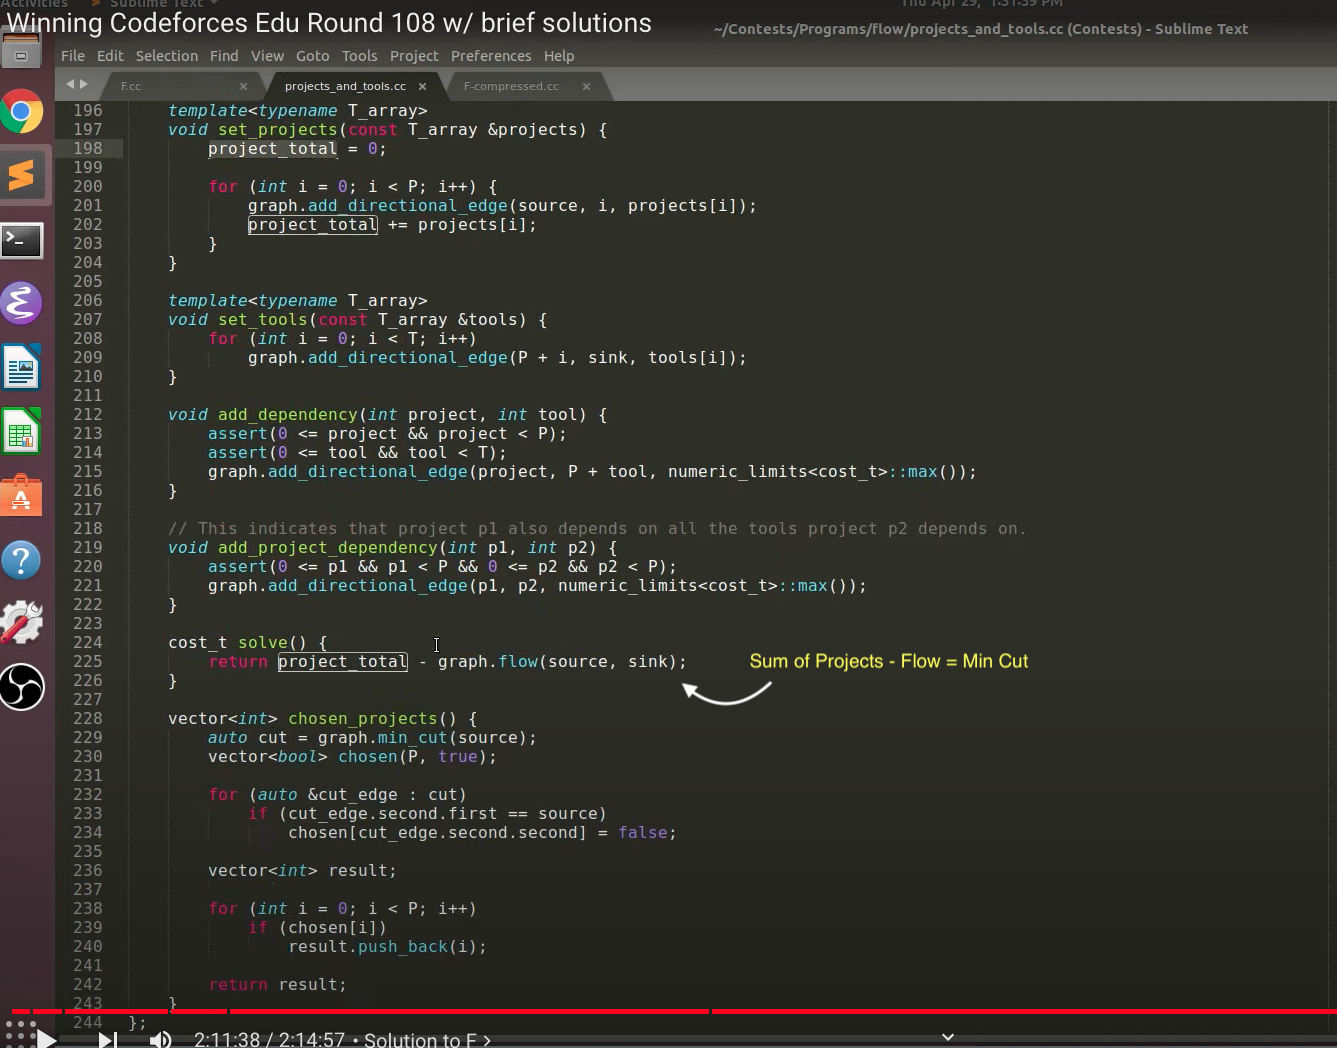 Activities Sublime Text Thu Apr 29, 1:31:39 PM
Winning Codeforces Edu Round 108 w/ brief solutions
~/Contests/Programs/flow/projects_and_tools.cc (Contests) - Sublime Text
File Edit Selection Find View Goto Tools Project Preferences Help
F.cc × projects_and_tools.cc × F-compressed.cc ×
196 template<typename T_array>
197 void set_projects(const T_array &projects) {
198 project_total = 0;
199
200 for (int i = 0; i < P; i++) {
201 graph.add_directional_edge(source, i, projects[i]);
202 project_total += projects[i];
203 }
204 }
205
206 template<typename T_array>
207 void set_tools(const T_array &tools) {
208 for (int i = 0; i < T; i++)
209 graph.add_directional_edge(P + i, sink, tools[i]);
210 }
211
212 void add_dependency(int project, int tool) {
213 assert(0 <= project && project < P);
214 assert(0 <= tool && tool < T);
215 graph.add_directional_edge(project, P + tool, numeric_limits<cost_t>::max());
216 }
217
218 // This indicates that project p1 also depends on all the tools project p2 depends on.
219 void add_project_dependency(int p1, int p2) {
220 assert(0 <= p1 && p1 < P && 0 <= p2 && p2 < P);
221 graph.add_directional_edge(p1, p2, numeric_limits<cost_t>::max());
222 }
223
224 cost_t solve() {
225 return project_total - graph.flow(source, sink); Sum of Projects - Flow = Min Cut
226 }
227
228 vector<int> chosen_projects() {
229 auto cut = graph.min_cut(source);
230 vector<bool> chosen(P, true);
231
232 for (auto &cut_edge : cut)
233 if (cut_edge.second.first == source)
234 chosen[cut_edge.second.second] = false;
235
236 vector<int> result;
237
238 for (int i = 0; i < P; i++)
239 if (chosen[i])
240 result.push_back(i);
241
242 return result;
243 }
244 };
2:11:38 / 2:14:57 • Solution to F >